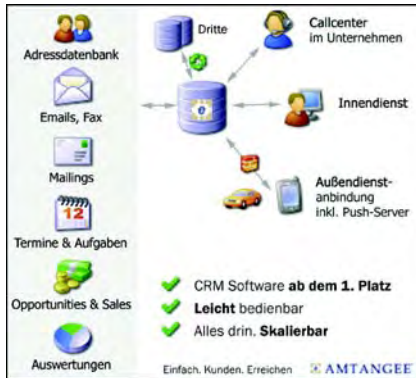 Adressdatenbank
Emails, Fax
Mailings
12
Termine & Aufgaben
Opportunities & Sales
Auswertungen
Dritte
Callcenter
im Unternehmen
e
Innendienst
Außendienst-
anbindung
inkl. Push-Server
CRM Software ab dem 1. Platz
Leicht bedienbar
Alles drin. Skalierbar
Einfach. Kunden. Erreichen AMTANGEE